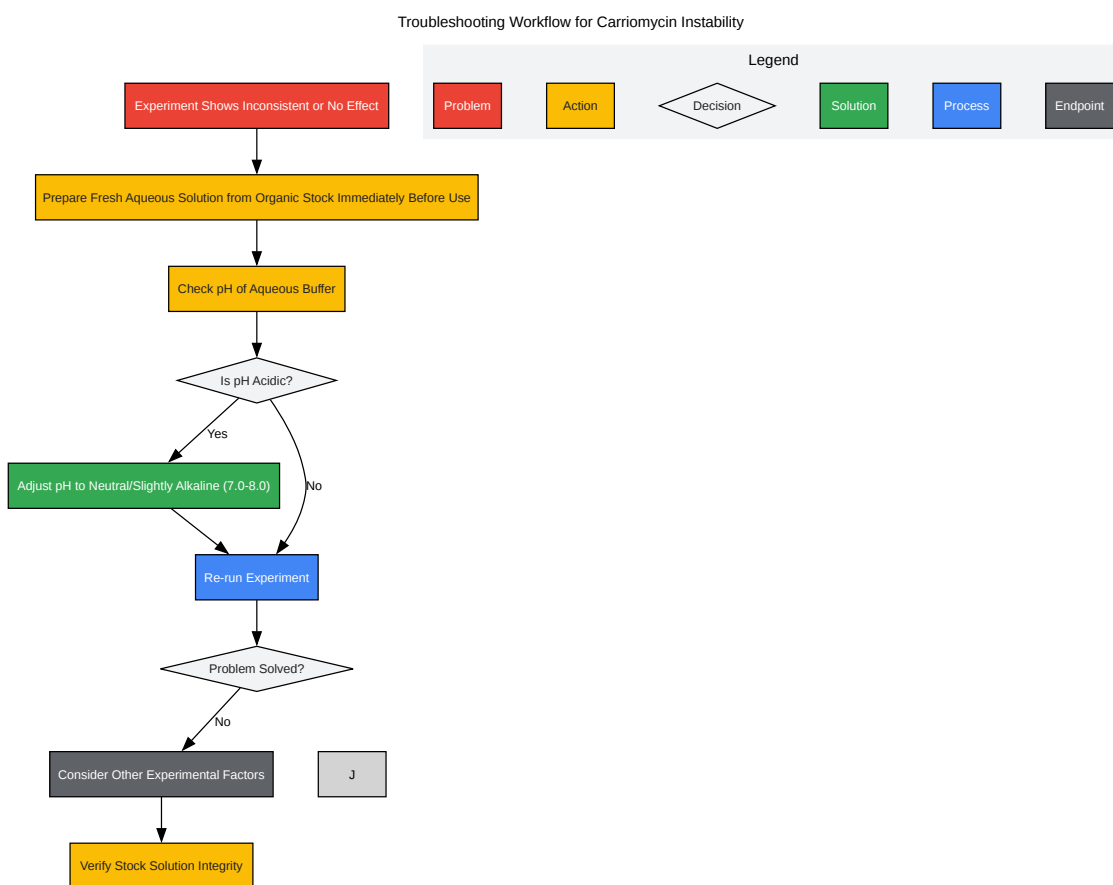 Troubleshooting Workflow for Carriomycin Instability
Legend
Problem
Action
Decision
Solution
Process
Endpoint
Experiment Shows Inconsistent or No Effect
Prepare Fresh Aqueous Solution from Organic Stock Immediately Before Use
Check pH of Aqueous Buffer
Is pH Acidic?
Yes
Adjust pH to Neutral/Slightly Alkaline (7.0-8.0)
No
Re-run Experiment
Problem Solved?
No
Consider Other Experimental Factors
J
Verify Stock Solution Integrity